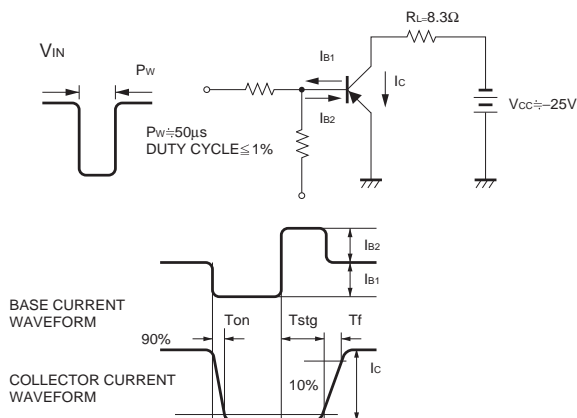 RL=8.3Ω
VIN
IB1
PW
IC
IB2
VCC≒−25V
PW≒50μs
DUTY CYCLE≦1%
IB2
IB1
BASE CURRENT
WAVEFORM
Ton
Tstg
Tf
90%
IC
10%
COLLECTOR CURRENT
WAVEFORM